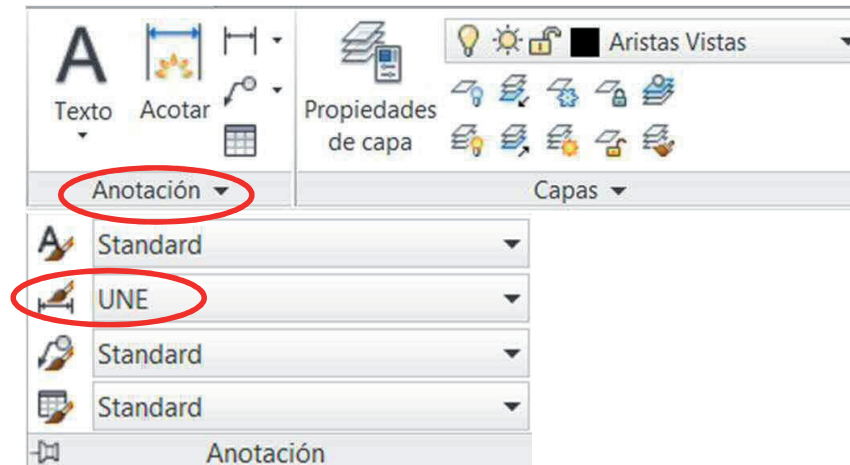 A
Aristas Vistas
Texto Acotar Propiedades de capa
Anotación Capas
Standard
UNE
Standard
Standard
Anotación